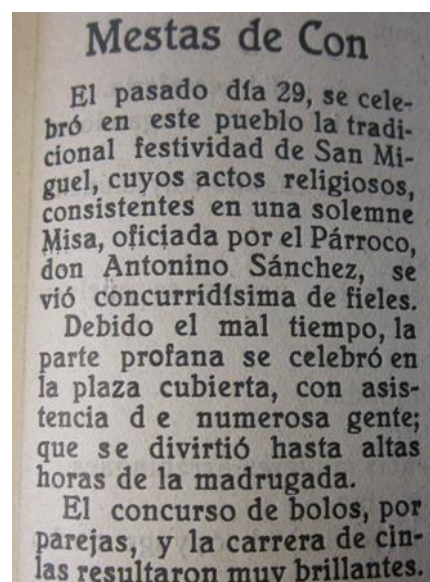 Mestas de Con
El pasado día 29, se cele-
bró en este pueblo la tradi-
cional festividad de San Mi-
guel, cuyos actos religiosos,
consistentes en una solemne
Misa, oficiada por el Párroco,
don Antonino Sánchez, se
vió concurridísima de fieles.
Debido el mal tiempo, la
parte profana se celebró en
la plaza cubierta, con asis-
tencia de numerosa gente;
que se divirtió hasta altas
horas de la madrugada.
El concurso de bolos, por
parejas, y la carrera de cin-
las resultaron muy brillantes.